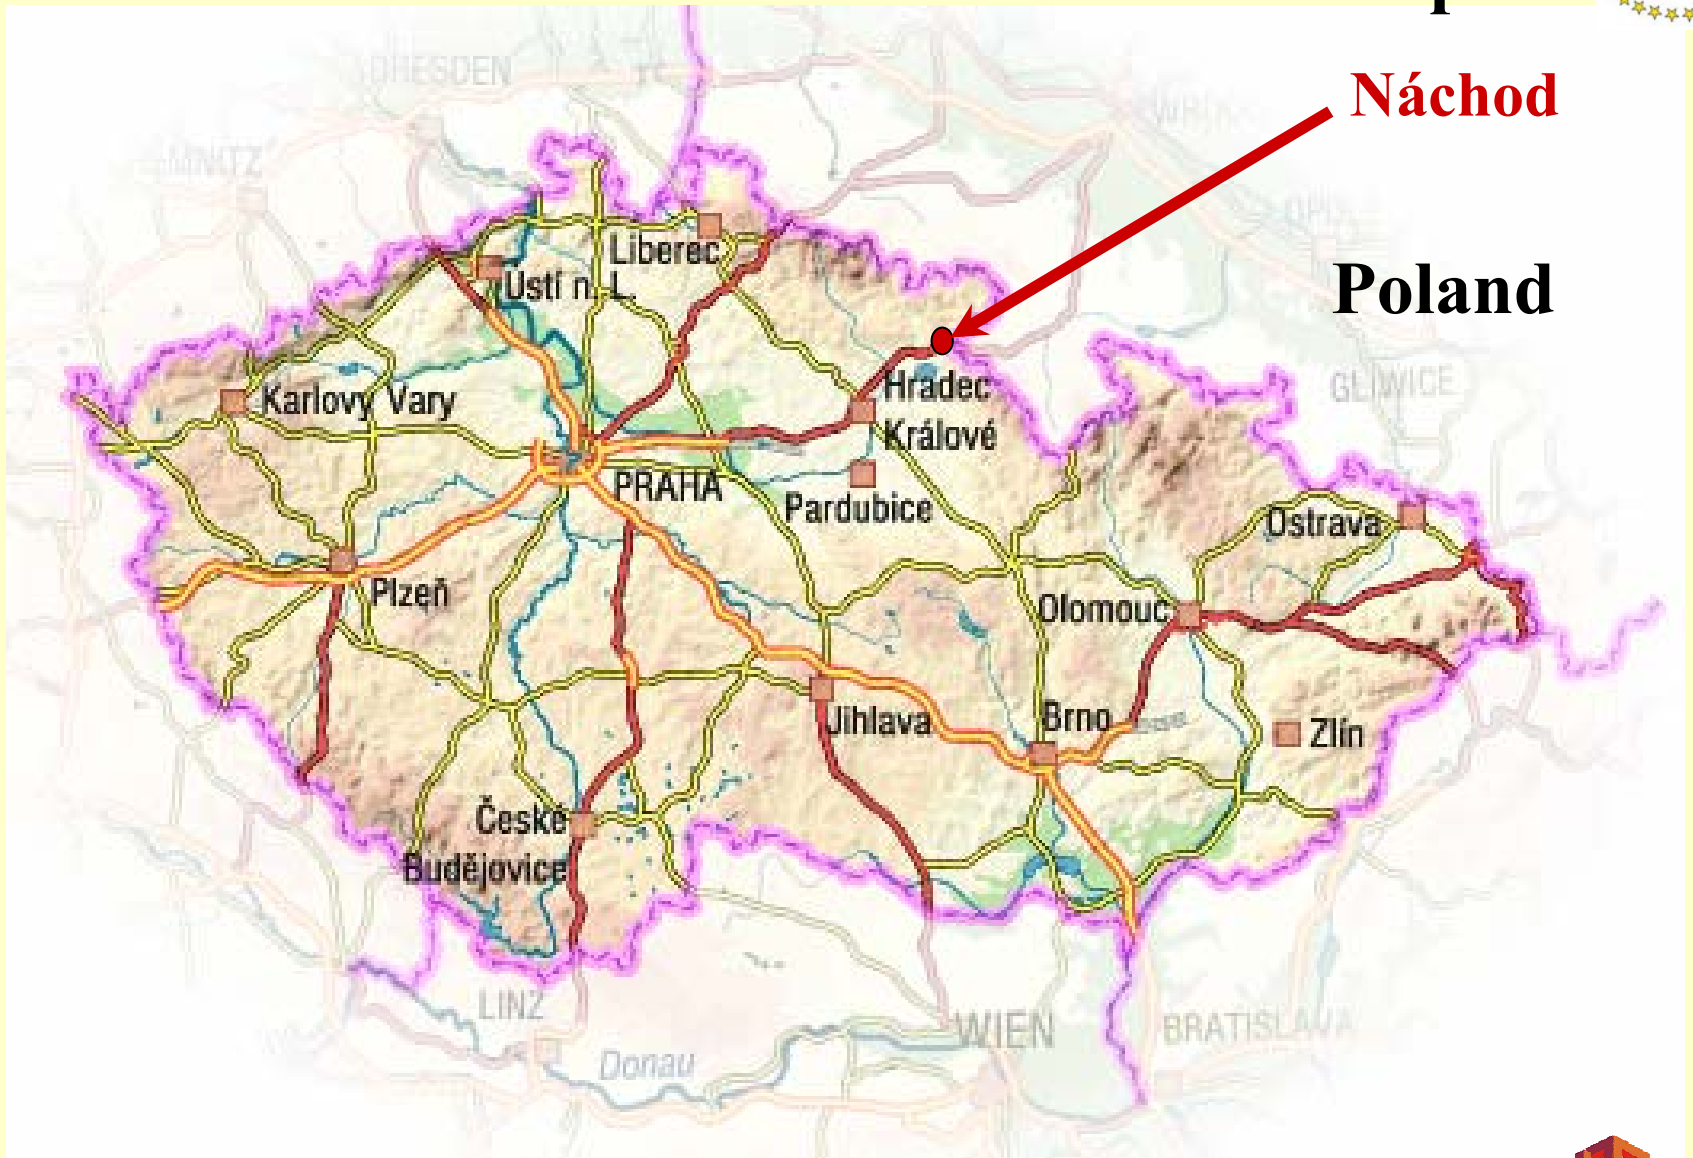 DRESDEN
Náchod
Liberec
Ústí n. L.
Poland
GLIWICE
Karlovy Vary
Hradec
Králové
PRAHA
Pardubice
Ostrava
Plzeň
Olomouc
Jihlava
Brno
Zlín
České
Budějovice
LINZ
WIEN
BRATISLAVA
Donau